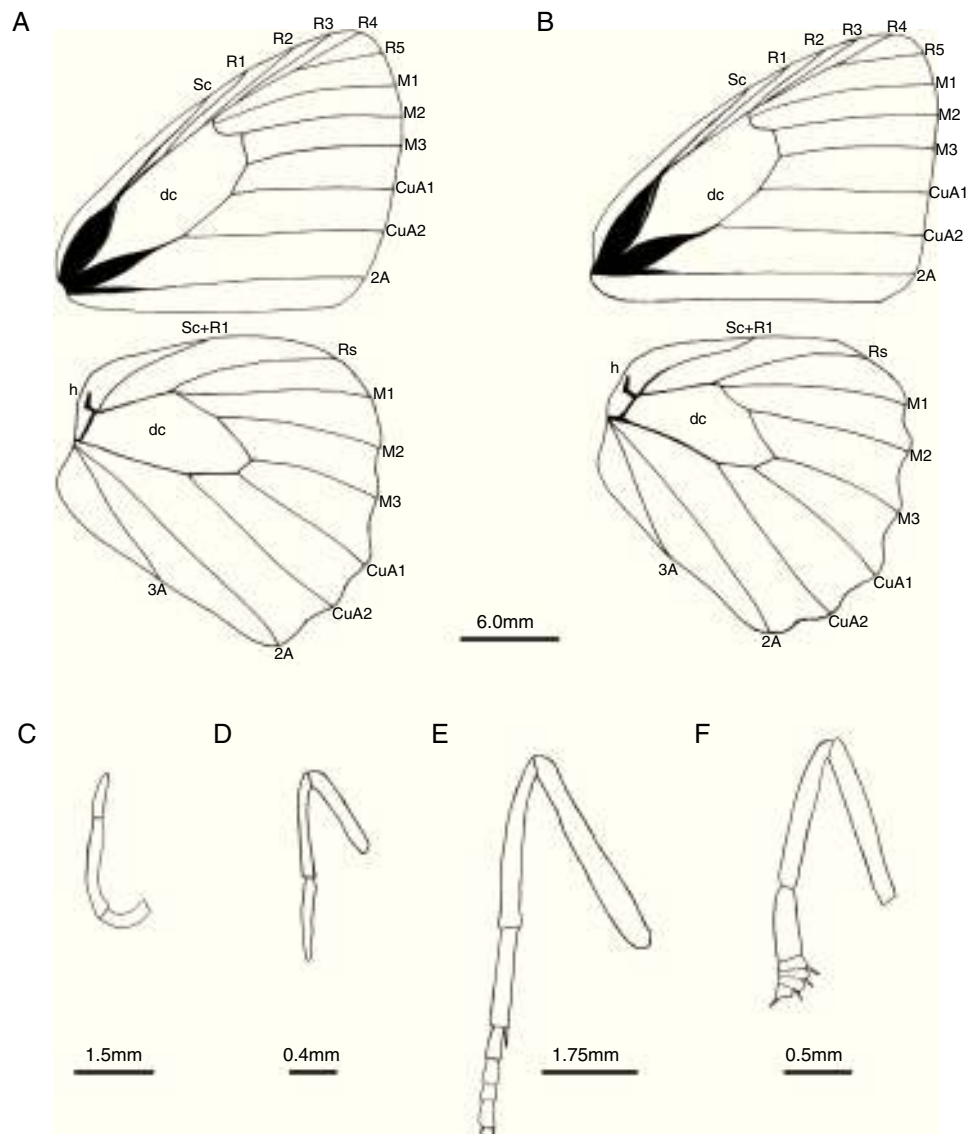 A
B
Sc
R1
R2
R3
R4
R5
M1
M2
M3
CuA1
CuA2
2A
dc
Sc
R1
R2
R3
R4
R5
M1
M2
M3
CuA1
CuA2
2A
dc
Sc+R1
Rs
M1
M2
M3
CuA1
CuA2
2A
3A
h
dc
Sc+R1
Rs
M1
M2
M3
CuA1
CuA2
2A
3A
h
dc
6.0mm
C
D
E
F
1.5mm
0.4mm
1.75mm
0.5mm